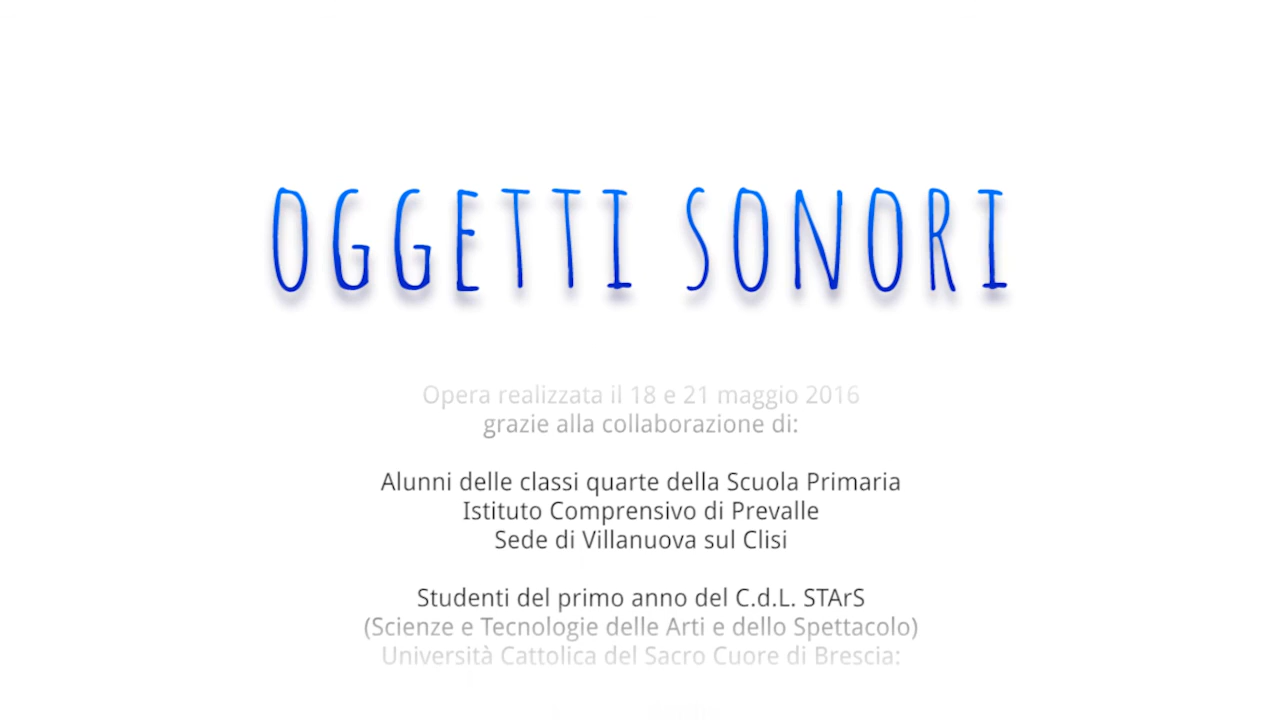 OGGETTI SONORI
Opera realizzata il 18 e 21 maggio 2016
grazie alla collaborazione di:
Alunni delle classi quarte della Scuola Primaria
Istituto Comprensivo di Prevalle
Sede di Villanuova sul Clisi
Studenti del primo anno del C.d.L. STArS
(Scienze e Tecnologie delle Arti e dello Spettacolo)
Università Cattolica del Sacro Cuore di Brescia: